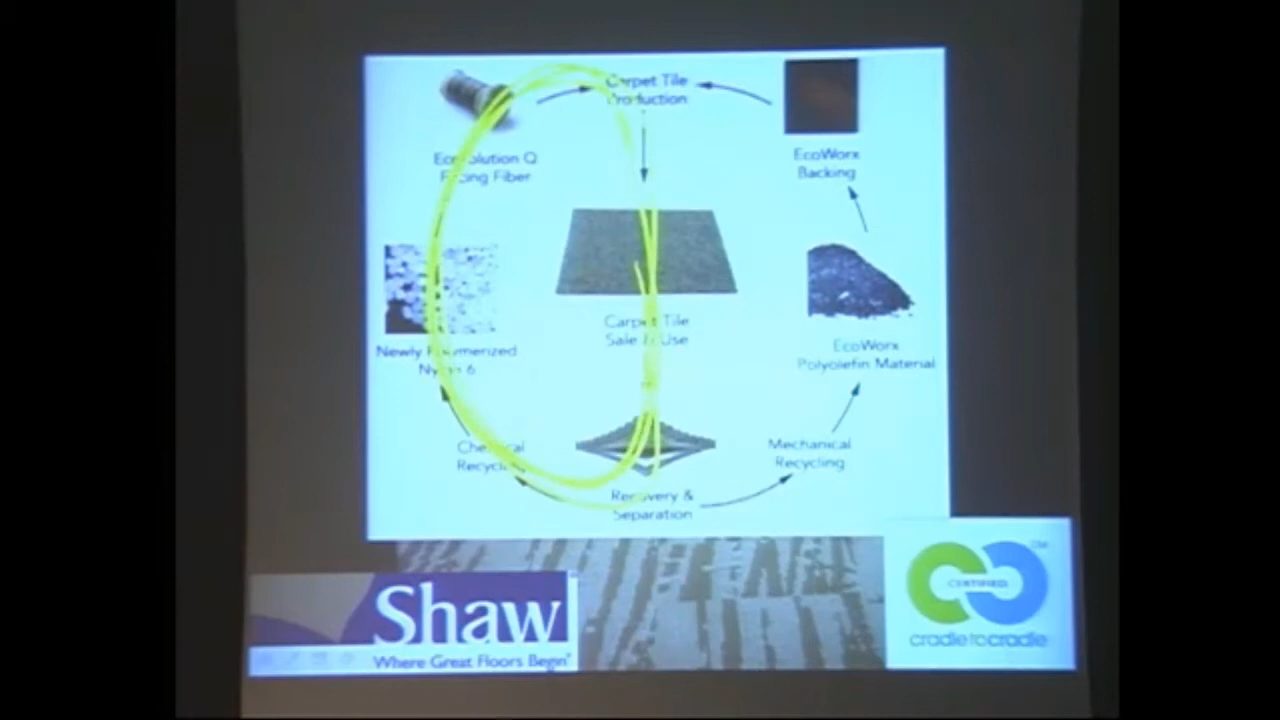 Carpet Tile
Production
EcoSolution Q
Facing Fiber
EcoWorx
Backing
Carpet Tile
Sale & Use
Newly Polymerized
Nylon 6
EcoWorx
Polyolefin Material
Chemical
Recycling
Mechanical
Recycling
Recovery &
Separation
Shaw
Where Great Floors Begin
CERTIFIED
TM
cradle to cradle